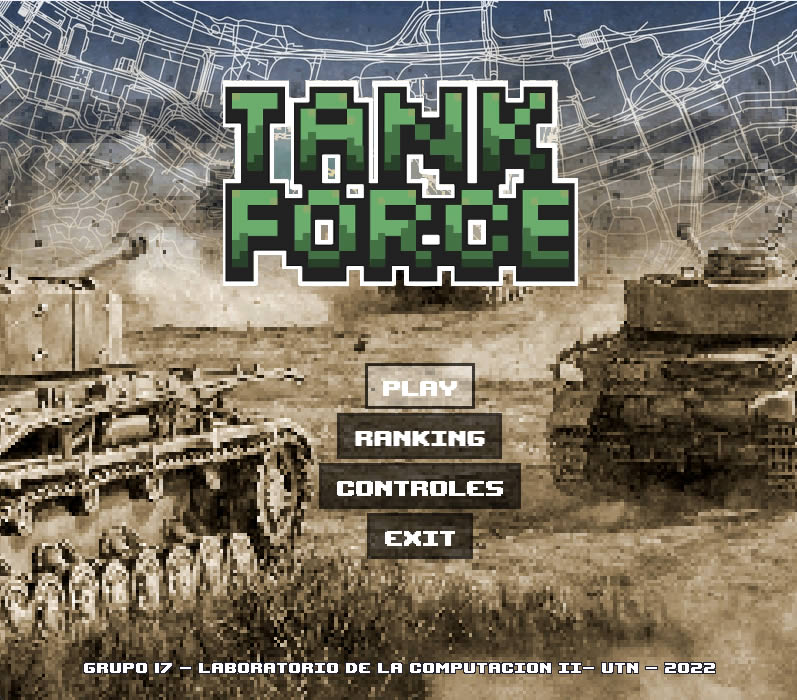 TANK
FORCE
PLAY
RANKING
CONTROLES
EXIT
GRUPO 17 - LABORATORIO DE LA COMPUTACION II- UTN - 2022